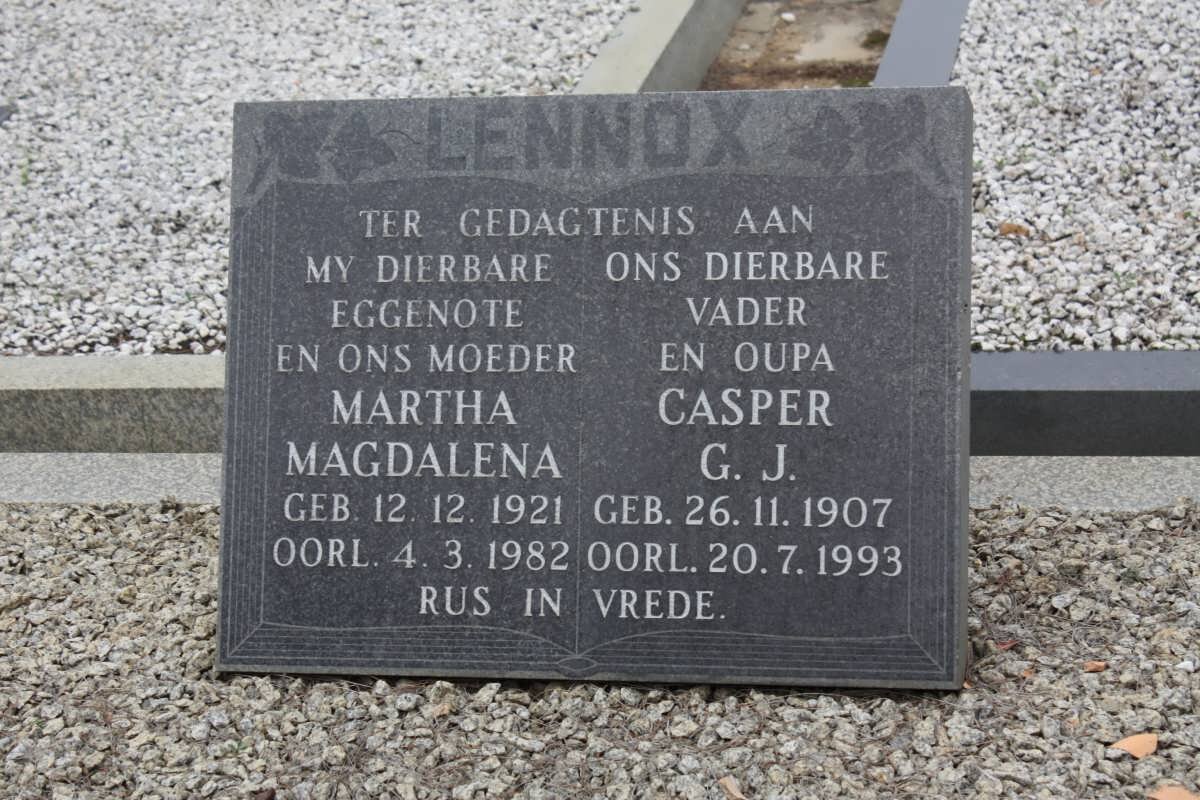 LENNOX
TER GEDAGTENIS AAN
MY DIERBARE
EGGENOTE
EN ONS MOEDER
MARTHA
MAGDALENA
GEB. 12. 12. 1921
OORL. 4. 3. 1982
ONS DIERBARE
VADER
EN OUPA
CASPER
G. J.
GEB. 26. 11. 1907
OORL. 20. 7. 1993
RUS IN VREDE.